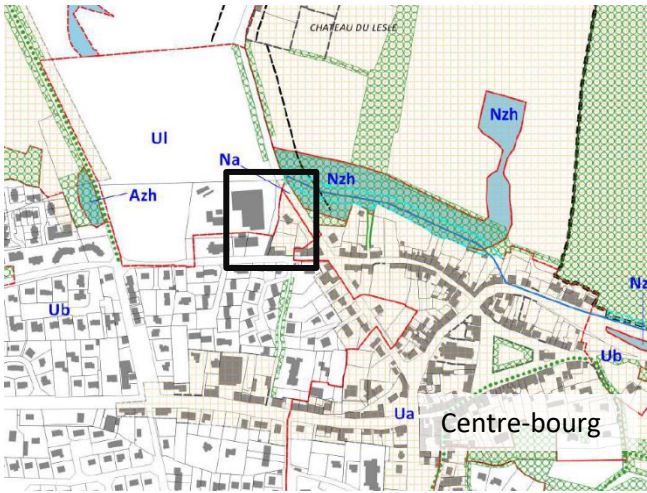 CHATEAU DU LESLE
Nzh
Ul
Na
Nzh
Azh
Ub
Nz
Ub
Ua
Centre-bourg